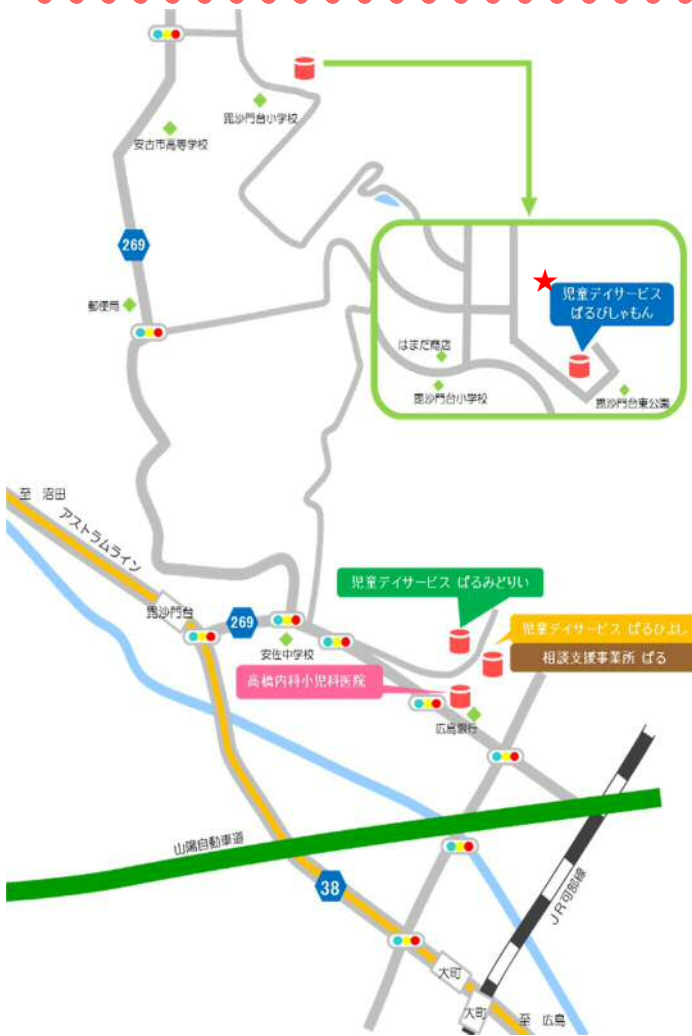 毘沙門台小学校
安古市高等学校
269
郵便局
児童デイサービス
ぱるびしゃもん
はまだ商店
毘沙門台小学校
毘沙門台東公園
至 沼田
アストラムライン
毘沙門台
269
安佐中学校
児童デイサービス ぱるみどりい
児童デイサービス ぱるひよし
相談支援事業所 ぱる
高橋内科小児科医院
広島銀行
山陽自動車道
38
JR可部線
大町
大町
至 広島